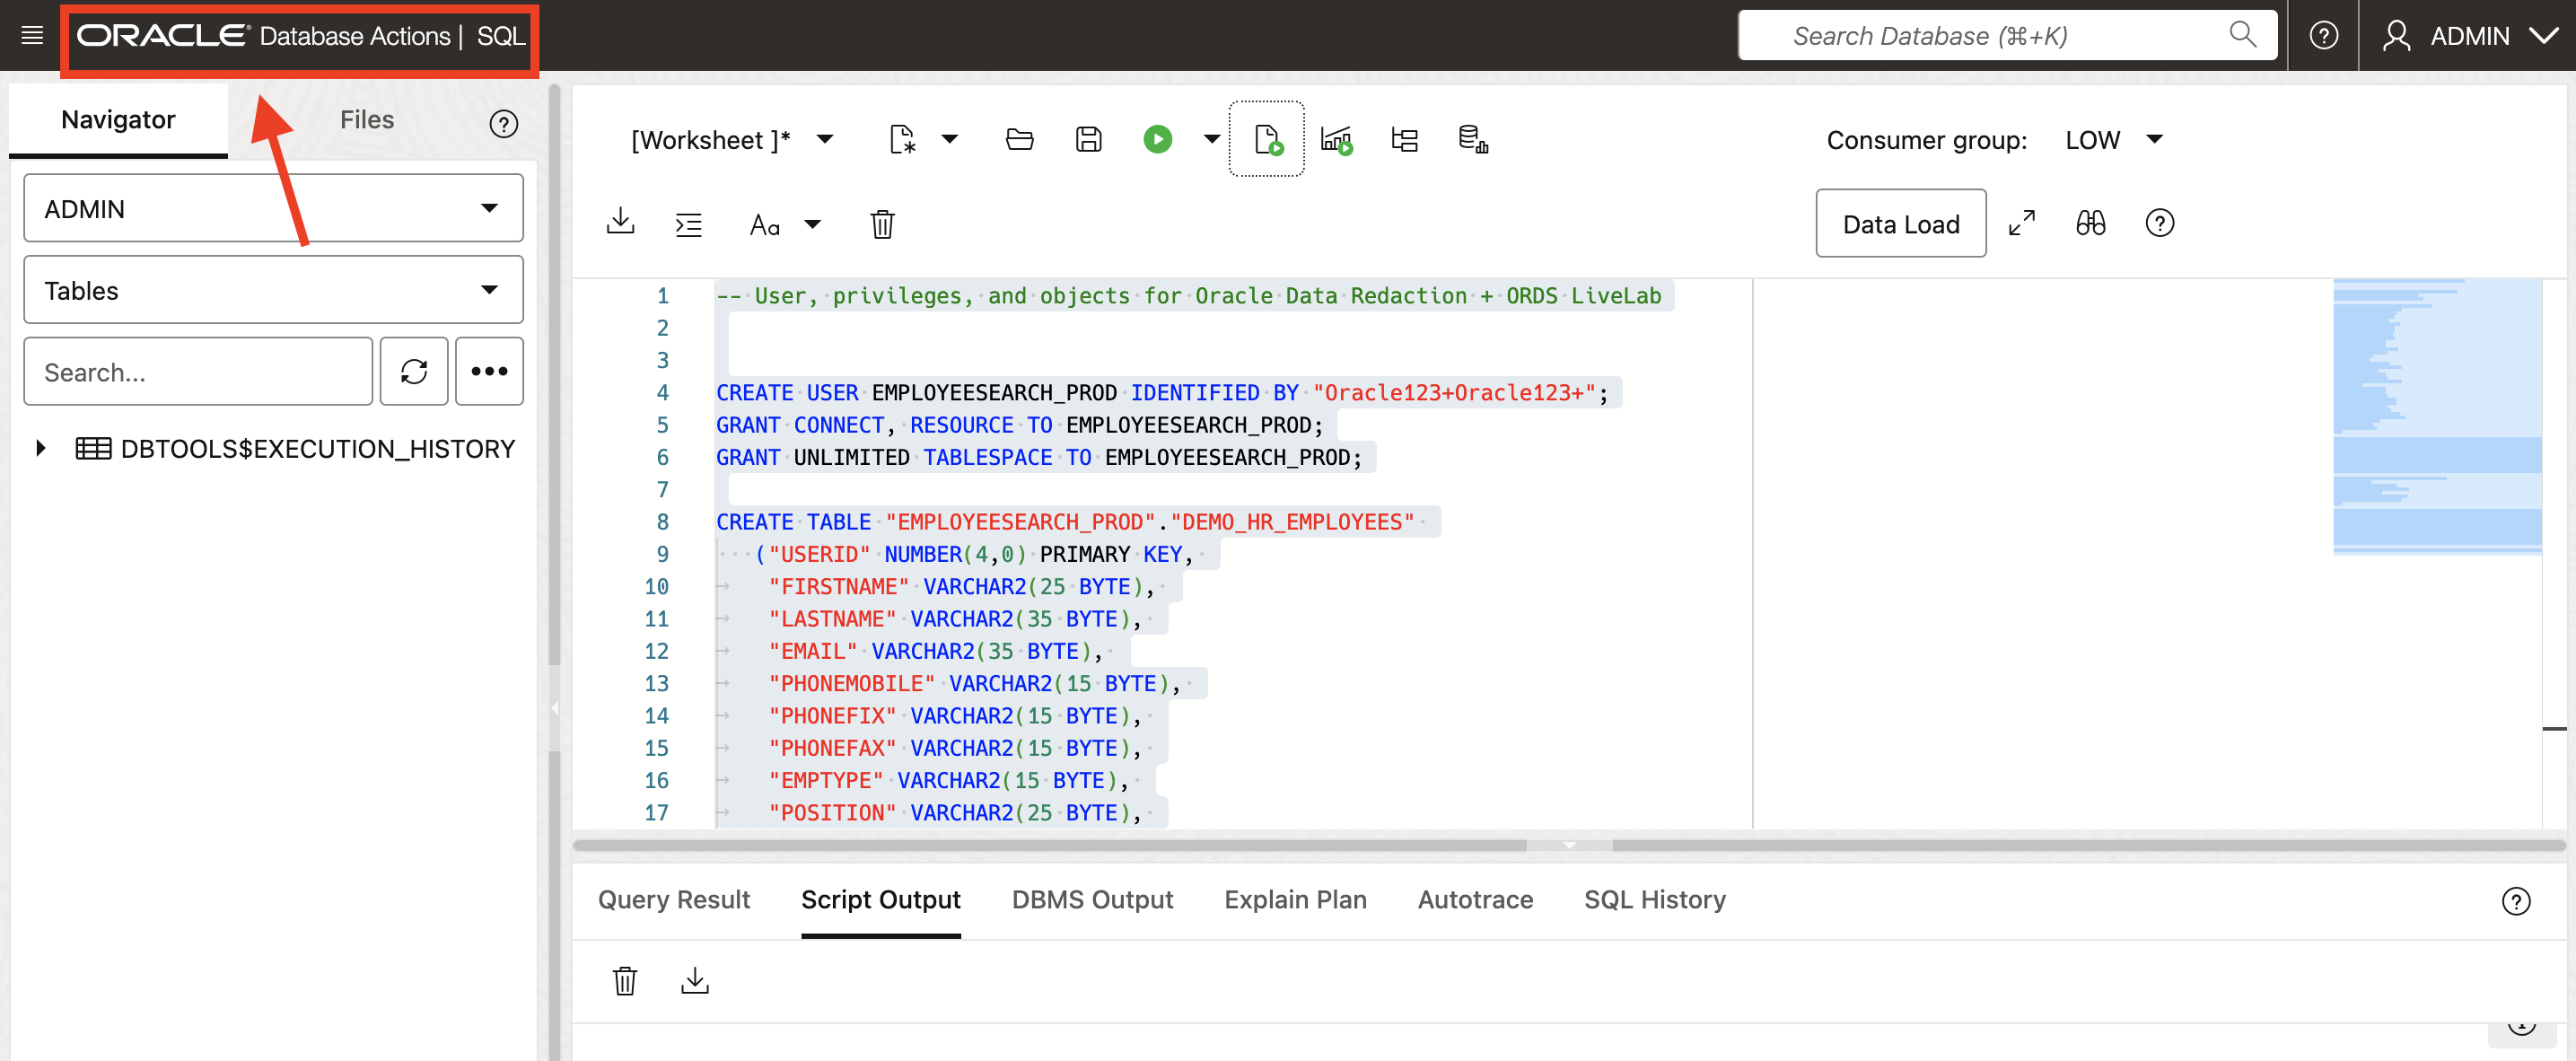 ORACLE® Database Actions | SQL
Search Database (⌘+K)
ADMIN
Navigator
Files
ADMIN
Tables
Search...
DBTOOLS$EXECUTION_HISTORY
[Worksheet ]*
Consumer group: LOW
Aa
Data Load
1 -- User, privileges, and objects for Oracle Data Redaction + ORDS LiveLab
2
3
4 CREATE USER EMPLOYEESEARCH_PROD IDENTIFIED BY "Oracle123+Oracle123+";
5 GRANT CONNECT, RESOURCE TO EMPLOYEESEARCH_PROD;
6 GRANT UNLIMITED TABLESPACE TO EMPLOYEESEARCH_PROD;
7
8 CREATE TABLE "EMPLOYEESEARCH_PROD"."DEMO_HR_EMPLOYEES"
9 ("USERID" NUMBER(4,0) PRIMARY KEY,
10 "FIRSTNAME" VARCHAR2(25 BYTE),
11 "LASTNAME" VARCHAR2(35 BYTE),
12 "EMAIL" VARCHAR2(35 BYTE),
13 "PHONEMOBILE" VARCHAR2(15 BYTE),
14 "PHONEFIX" VARCHAR2(15 BYTE),
15 "PHONEFAX" VARCHAR2(15 BYTE),
16 "EMPTYPE" VARCHAR2(15 BYTE),
17 "POSITION" VARCHAR2(25 BYTE),
Query Result
Script Output
DBMS Output
Explain Plan
Autotrace
SQL History